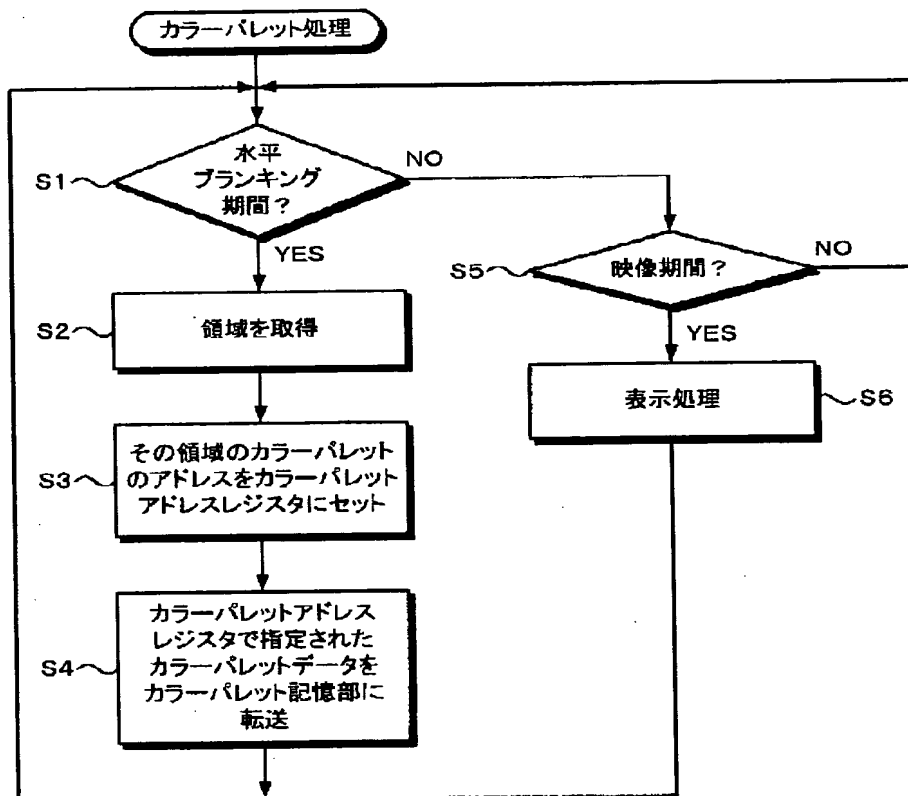 カラーパレット処理
S1
水平
ブランキング
期間？
NO
YES
S2
領域を取得
S3
その領域のカラーパレット
のアドレスをカラーパレット
アドレスレジスタにセット
S4
カラーパレットアドレス
レジスタで指定された
カラーパレットデータを
カラーパレット記憶部に
転送
S5
映像期間？
NO
YES
表示処理
S6